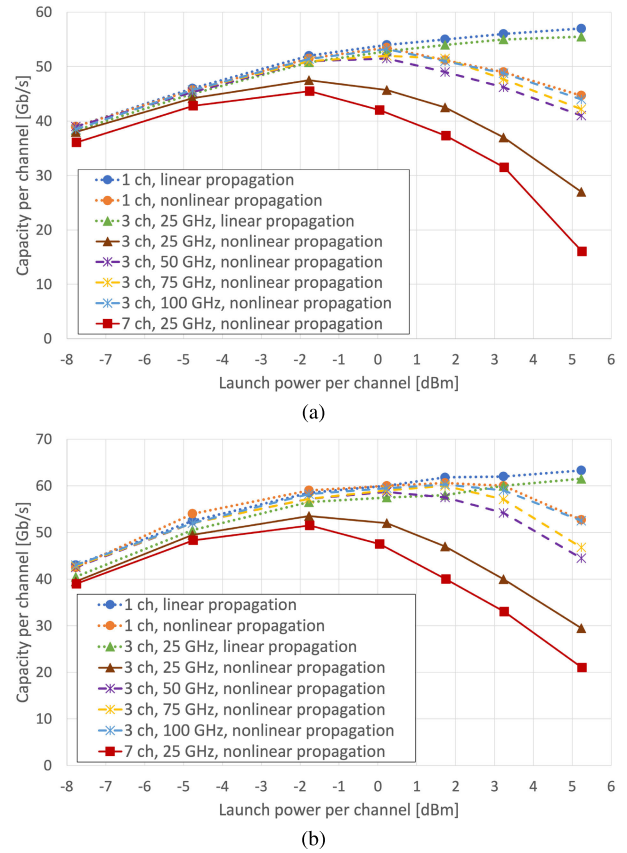 60
50
40
30
20
10
0
Capacity per channel [Gb/s]
1 ch, linear propagation
1 ch, nonlinear propagation
3 ch, 25 GHz, linear propagation
3 ch, 25 GHz, nonlinear propagation
3 ch, 50 GHz, nonlinear propagation
3 ch, 75 GHz, nonlinear propagation
3 ch, 100 GHz, nonlinear propagation
7 ch, 25 GHz, nonlinear propagation
-8 -7 -6 -5 -4 -3 -2 -1 0 1 2 3 4 5 6
Launch power per channel [dBm]
(a)
70
60
50
40
30
20
10
0
Capacity per channel [Gb/s]
1 ch, linear propagation
1 ch, nonlinear propagation
3 ch, 25 GHz, linear propagation
3 ch, 25 GHz, nonlinear propagation
3 ch, 50 GHz, nonlinear propagation
3 ch, 75 GHz, nonlinear propagation
3 ch, 100 GHz, nonlinear propagation
7 ch, 25 GHz, nonlinear propagation
-8 -7 -6 -5 -4 -3 -2 -1 0 1 2 3 4 5 6
Launch power per channel [dBm]
(b)